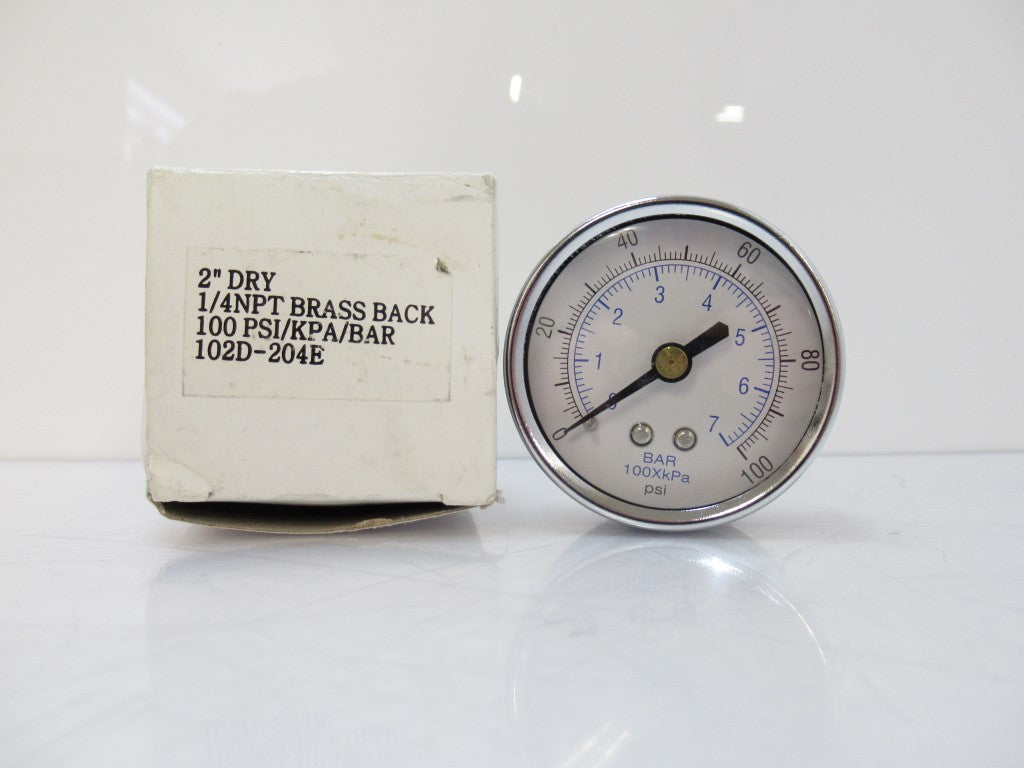 2" DRY
1/4NPT BRASS BACK
100 PSI/KPA/BAR
102D-204E
0 20 40 60 80 100
0 1 2 3 4 5 6 7
BAR
100XkPa
psi